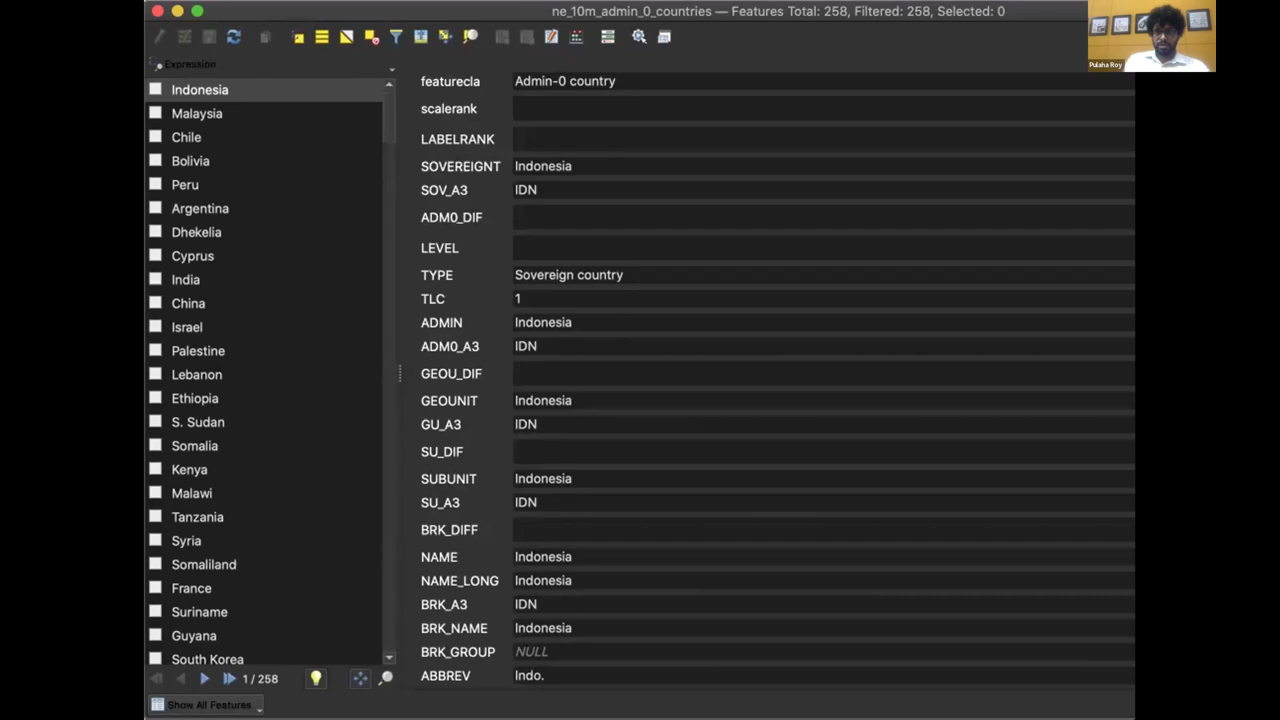 ne_10m_admin_0_countries — Features Total: 258, Filtered: 258, Selected: 0
Pulaha Roy
Expression
Indonesia
Malaysia
Chile
Bolivia
Peru
Argentina
Dhekelia
Cyprus
India
China
Israel
Palestine
Lebanon
Ethiopia
S. Sudan
Somalia
Kenya
Malawi
Tanzania
Syria
Somaliland
France
Suriname
Guyana
South Korea
1 / 258
Show All Features
featurecla Admin-0 country
scalerank
LABELRANK
SOVEREIGNT Indonesia
SOV_A3 IDN
ADM0_DIF
LEVEL
TYPE Sovereign country
TLC 1
ADMIN Indonesia
ADM0_A3 IDN
GEOU_DIF
GEOUNIT Indonesia
GU_A3 IDN
SU_DIF
SUBUNIT Indonesia
SU_A3 IDN
BRK_DIFF
NAME Indonesia
NAME_LONG Indonesia
BRK_A3 IDN
BRK_NAME Indonesia
BRK_GROUP NULL
ABBREV Indo.